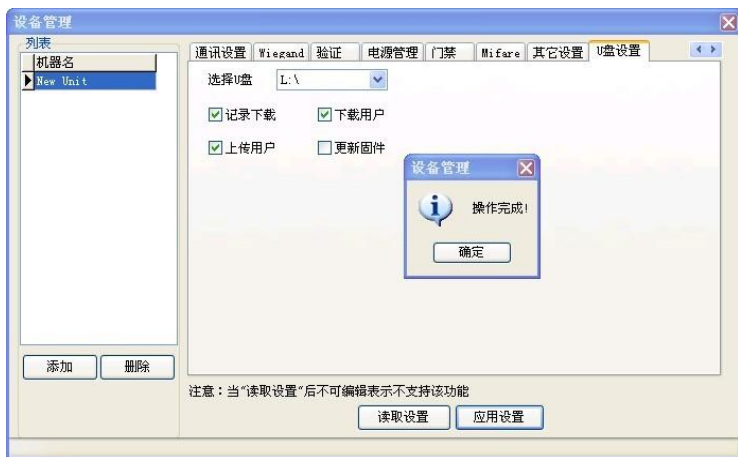 设备管理
列表
机器名
New Unit
添加 删除
通讯设置 Wiegand 验证 电源管理 门禁 Mifare 其它设置 U盘设置
选择U盘 L:\
记录下载 下载用户
上传用户 更新固件
设备管理
操作完成!
确定
注意：当"读取设置"后不可编辑表示不支持该功能
读取设置 应用设置